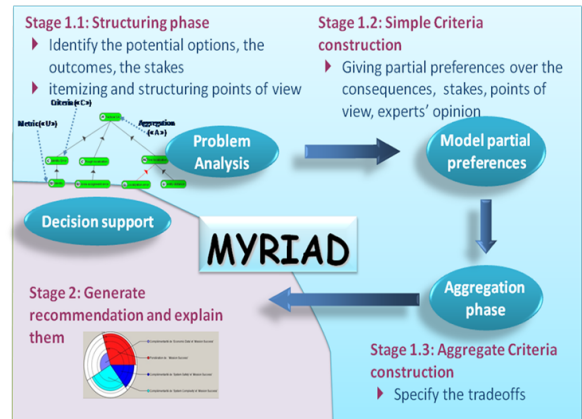 Stage 1.1: Structuring phase
Identify the potential options, the
outcomes, the stakes
itemizing and structuring points of view
Stage 1.2: Simple Criteria
construction
Giving partial preferences over the
consequences, stakes, points of
view, experts' opinion
Criteria («C»)
Metric(«U»)
Aggregation
(«A»)
Problem
Analysis
Model partial
preferences
Decision support
MYRIAD
Aggregation
phase
Stage 2: Generate
recommendation and explain
them
Stage 1.3: Aggregate Criteria
construction
Specify the tradeoffs